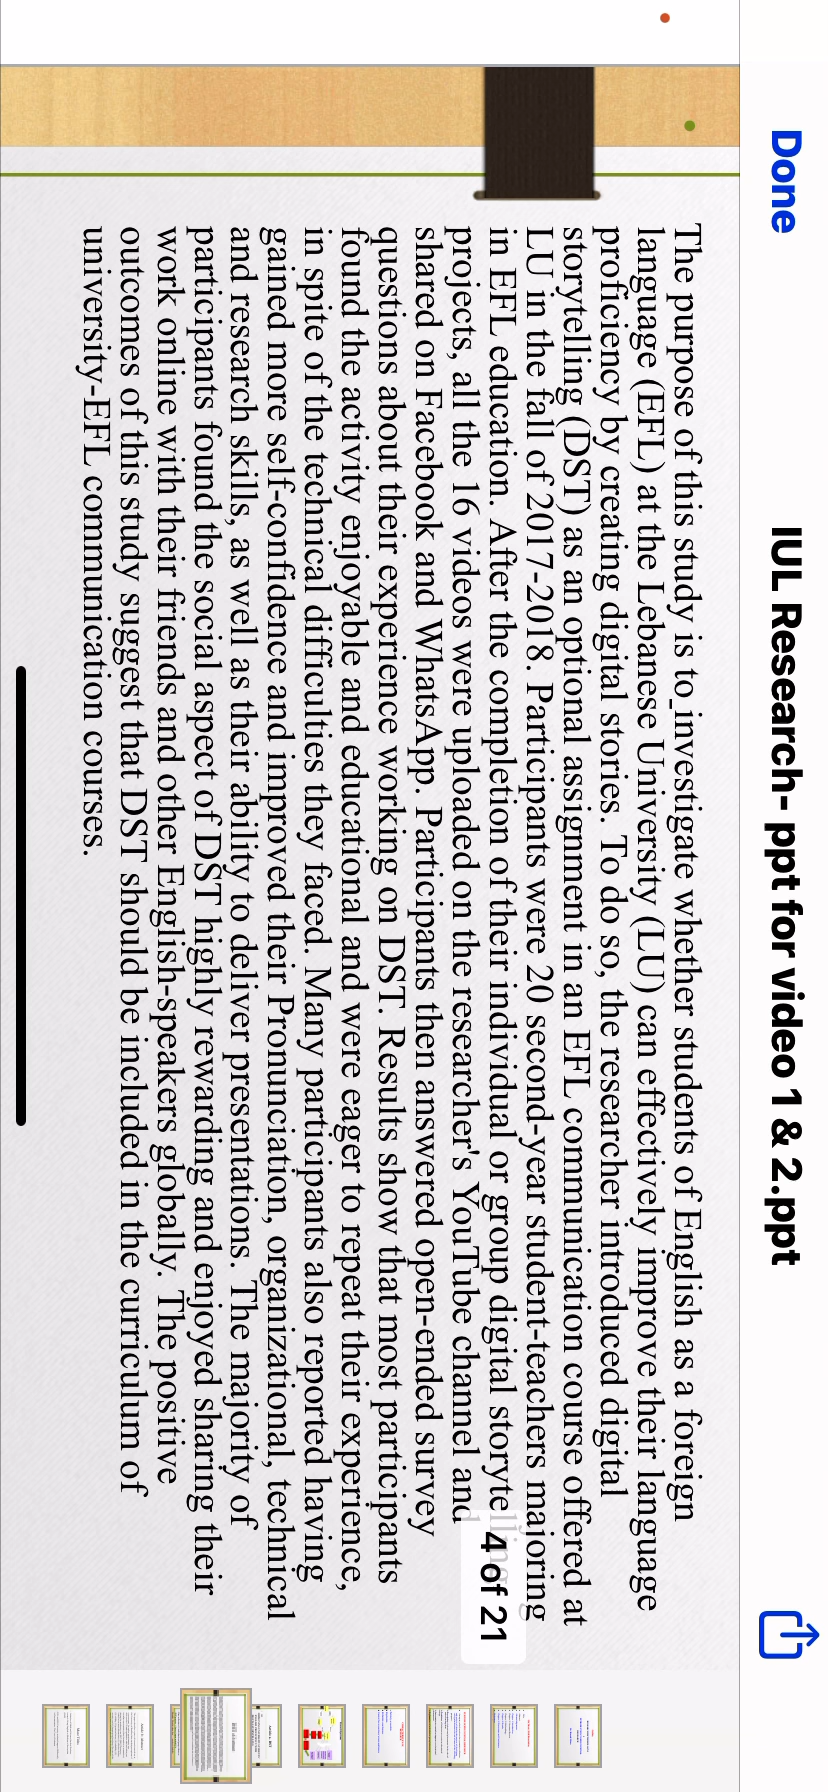 Done
IUL Research- ppt for video 1 & 2.ppt
The purpose of this study is to investigate whether students of English as a foreign
language (EFL) at the Lebanese University (LU) can effectively improve their language
proficiency by creating digital stories. To do so, the researcher introduced digital
storytelling (DST) as an optional assignment in an EFL communication course offered at
LU in the fall of 2017-2018. Participants were 20 second-year student-teachers majoring
in EFL education. After the completion of their individual or group digital storytelling
projects, all the 16 videos were uploaded on the researcher's YouTube channel and
shared on Facebook and WhatsApp. Participants then answered open-ended survey
questions about their experience working on DST. Results show that most participants
found the activity enjoyable and educational and were eager to repeat their experience,
in spite of the technical difficulties they faced. Many participants also reported having
gained more self-confidence and improved their Pronunciation, organizational, technical
and research skills, as well as their ability to deliver presentations. The majority of
participants found the social aspect of DST highly rewarding and enjoyed sharing their
work online with their friends and other English-speakers globally. The positive
outcomes of this study suggest that DST should be included in the curriculum of
university-EFL communication courses.
4 of 21